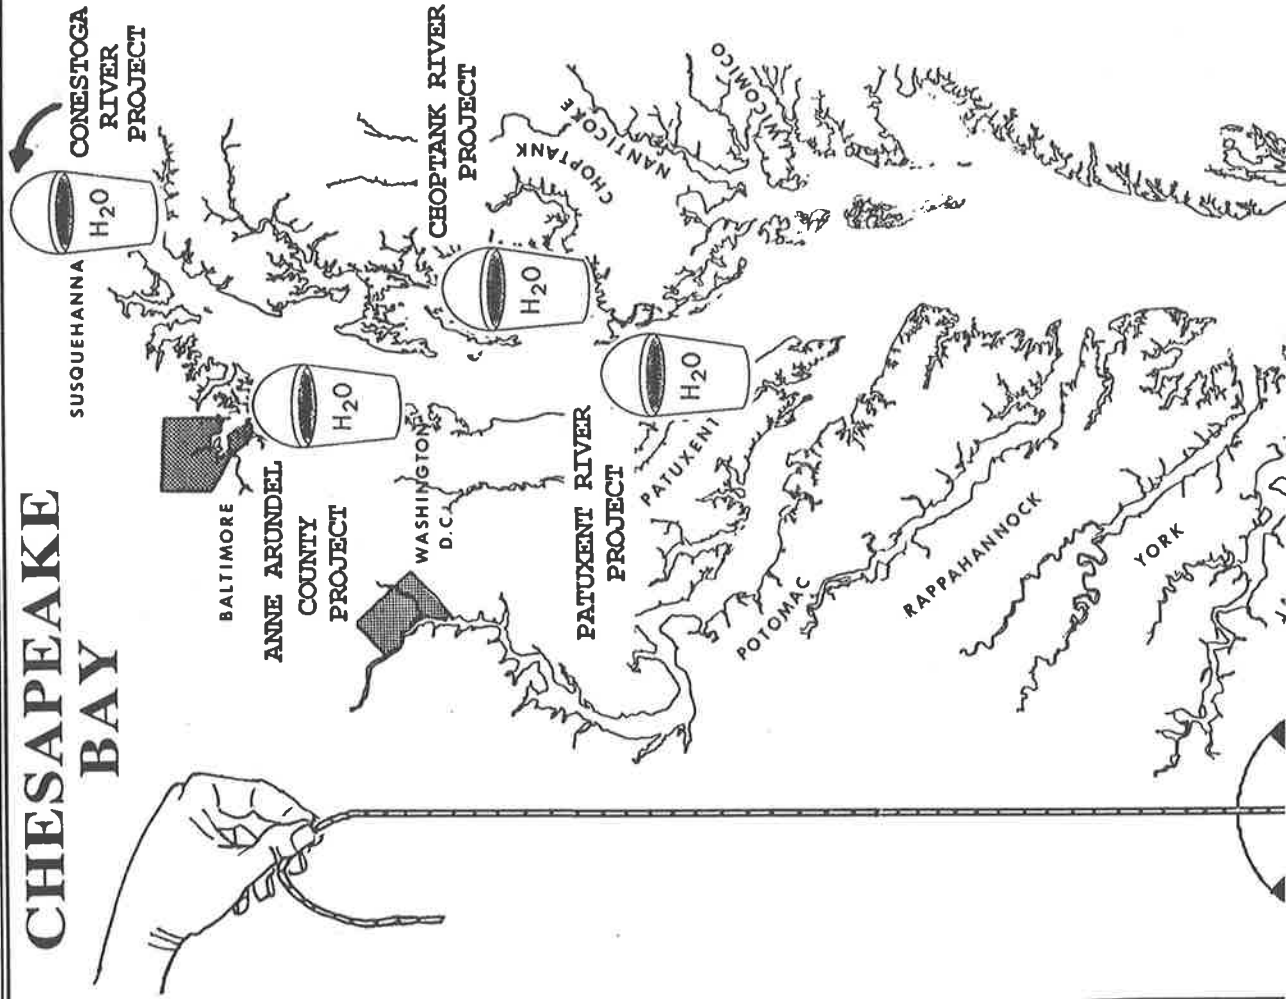 CHESAPEAKE
BAY
CONESTOGA
RIVER
PROJECT
SUSQUEHANNA
H2O
BALTIMORE
ANNE ARUNDEL
COUNTY
PROJECT
H2O
WASHINGTON
D.C.
CHOPTANK RIVER
PROJECT
H2O
CHOPTANK
NANTICOKE
WICOMICO
PATUXENT RIVER
PROJECT
H2O
PATUXENT
POTOMAC
RAPPAHANNOCK
YORK